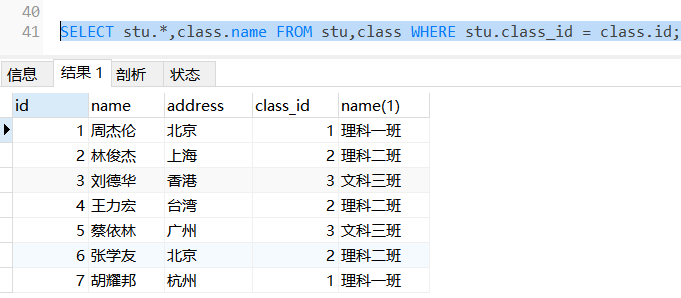 40
41 SELECT stu.*,class.name FROM stu,class WHERE stu.class_id = class.id;
信息 结果 1 剖析 状态
id name address class_id name(1)
1 周杰伦 北京 1 理科一班
2 林俊杰 上海 2 理科二班
3 刘德华 香港 3 文科三班
4 王力宏 台湾 2 理科二班
5 蔡依林 广州 3 文科三班
6 张学友 北京 2 理科二班
7 胡耀邦 杭州 1 理科一班